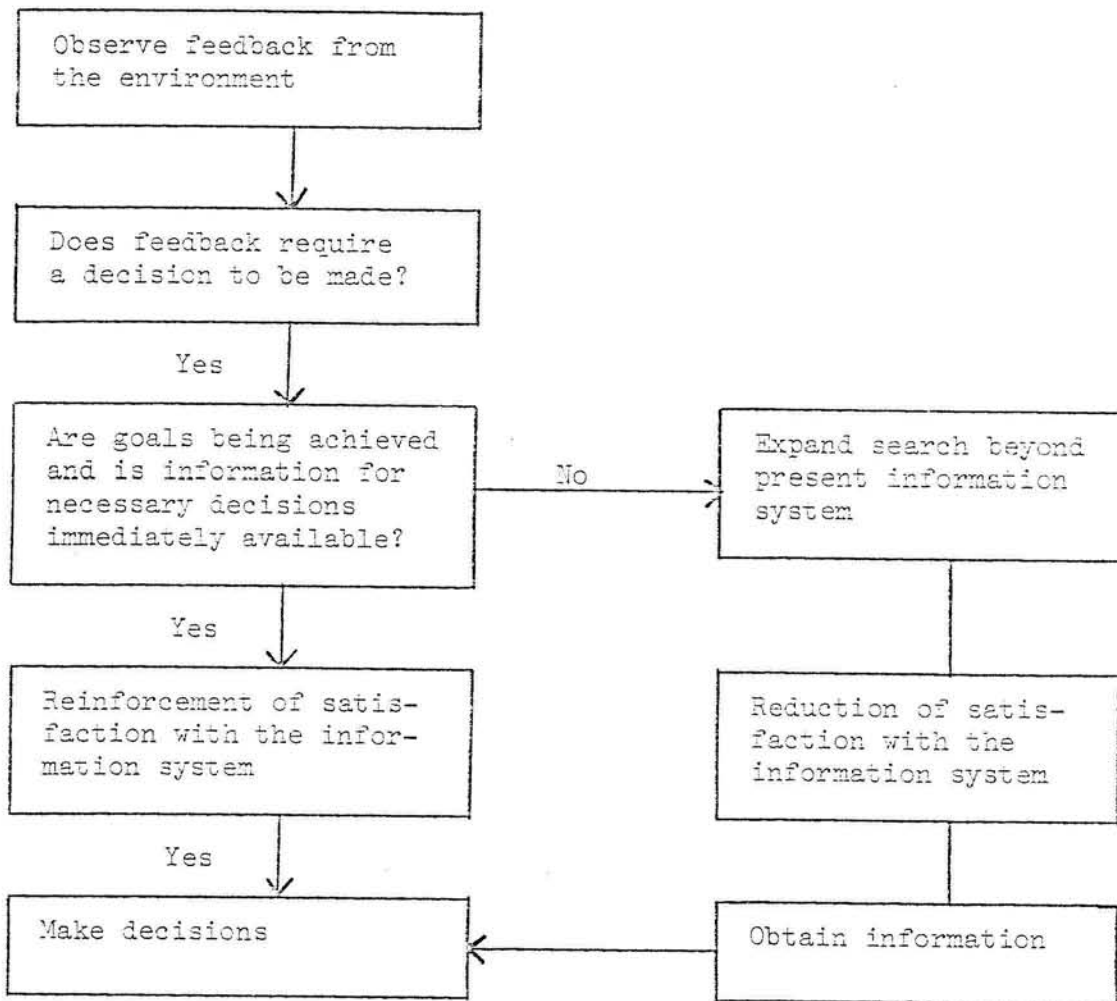 Observe feedback from
the environment
Does feedback require
a decision to be made?
Yes
Are goals being achieved
and is information for
necessary decisions
immediately available?
No
Expand search beyond
present information
system
Yes
Reinforcement of satis-
faction with the infor-
mation system
Reduction of satis-
faction with the
information system
Yes
Make decisions
Obtain information